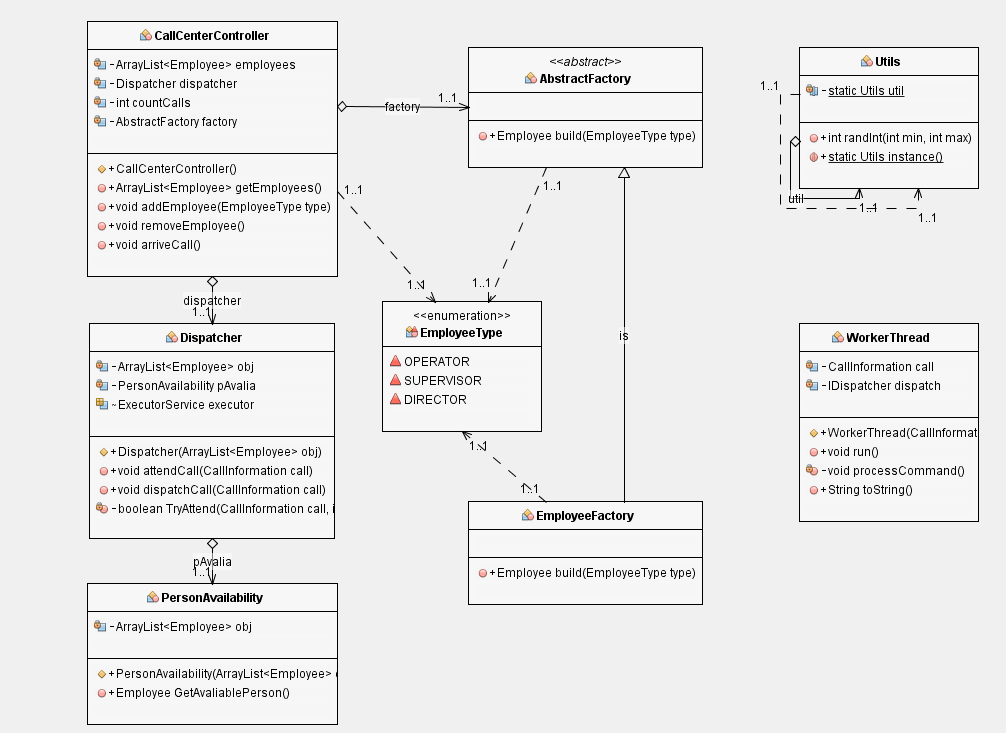 CallCenterController
-ArrayList<Employee> employees
-Dispatcher dispatcher
-int countCalls
-AbstractFactory factory
+CallCenterController()
+ArrayList<Employee> getEmployees()
+void addEmployee(EmployeeType type)
+void removeEmployee()
+void arriveCall()
factory
1..1
<<abstract>>
AbstractFactory
+Employee build(EmployeeType type)
Utils
-static Utils util
+int randInt(int min, int max)
+static Utils instance()
1..1
util
1..1
1..1
1..1
1..1
1..1
1..1
dispatcher
1..1
<<enumeration>>
EmployeeType
OPERATOR
SUPERVISOR
DIRECTOR
is
Dispatcher
-ArrayList<Employee> obj
-PersonAvailability pAvalia
~ExecutorService executor
+Dispatcher(ArrayList<Employee> obj)
+void attendCall(CallInformation call)
+void dispatchCall(CallInformation call)
-boolean TryAttend(CallInformation call, i
WorkerThread
-CallInformation call
-IDispatcher dispatch
+WorkerThread(CallInformat
+void run()
-void processCommand()
+String toString()
1..1
1..1
EmployeeFactory
+Employee build(EmployeeType type)
pAvalia
1..1
PersonAvailability
-ArrayList<Employee> obj
+PersonAvailability(ArrayList<Employee>
+Employee GetAvaliablePerson()